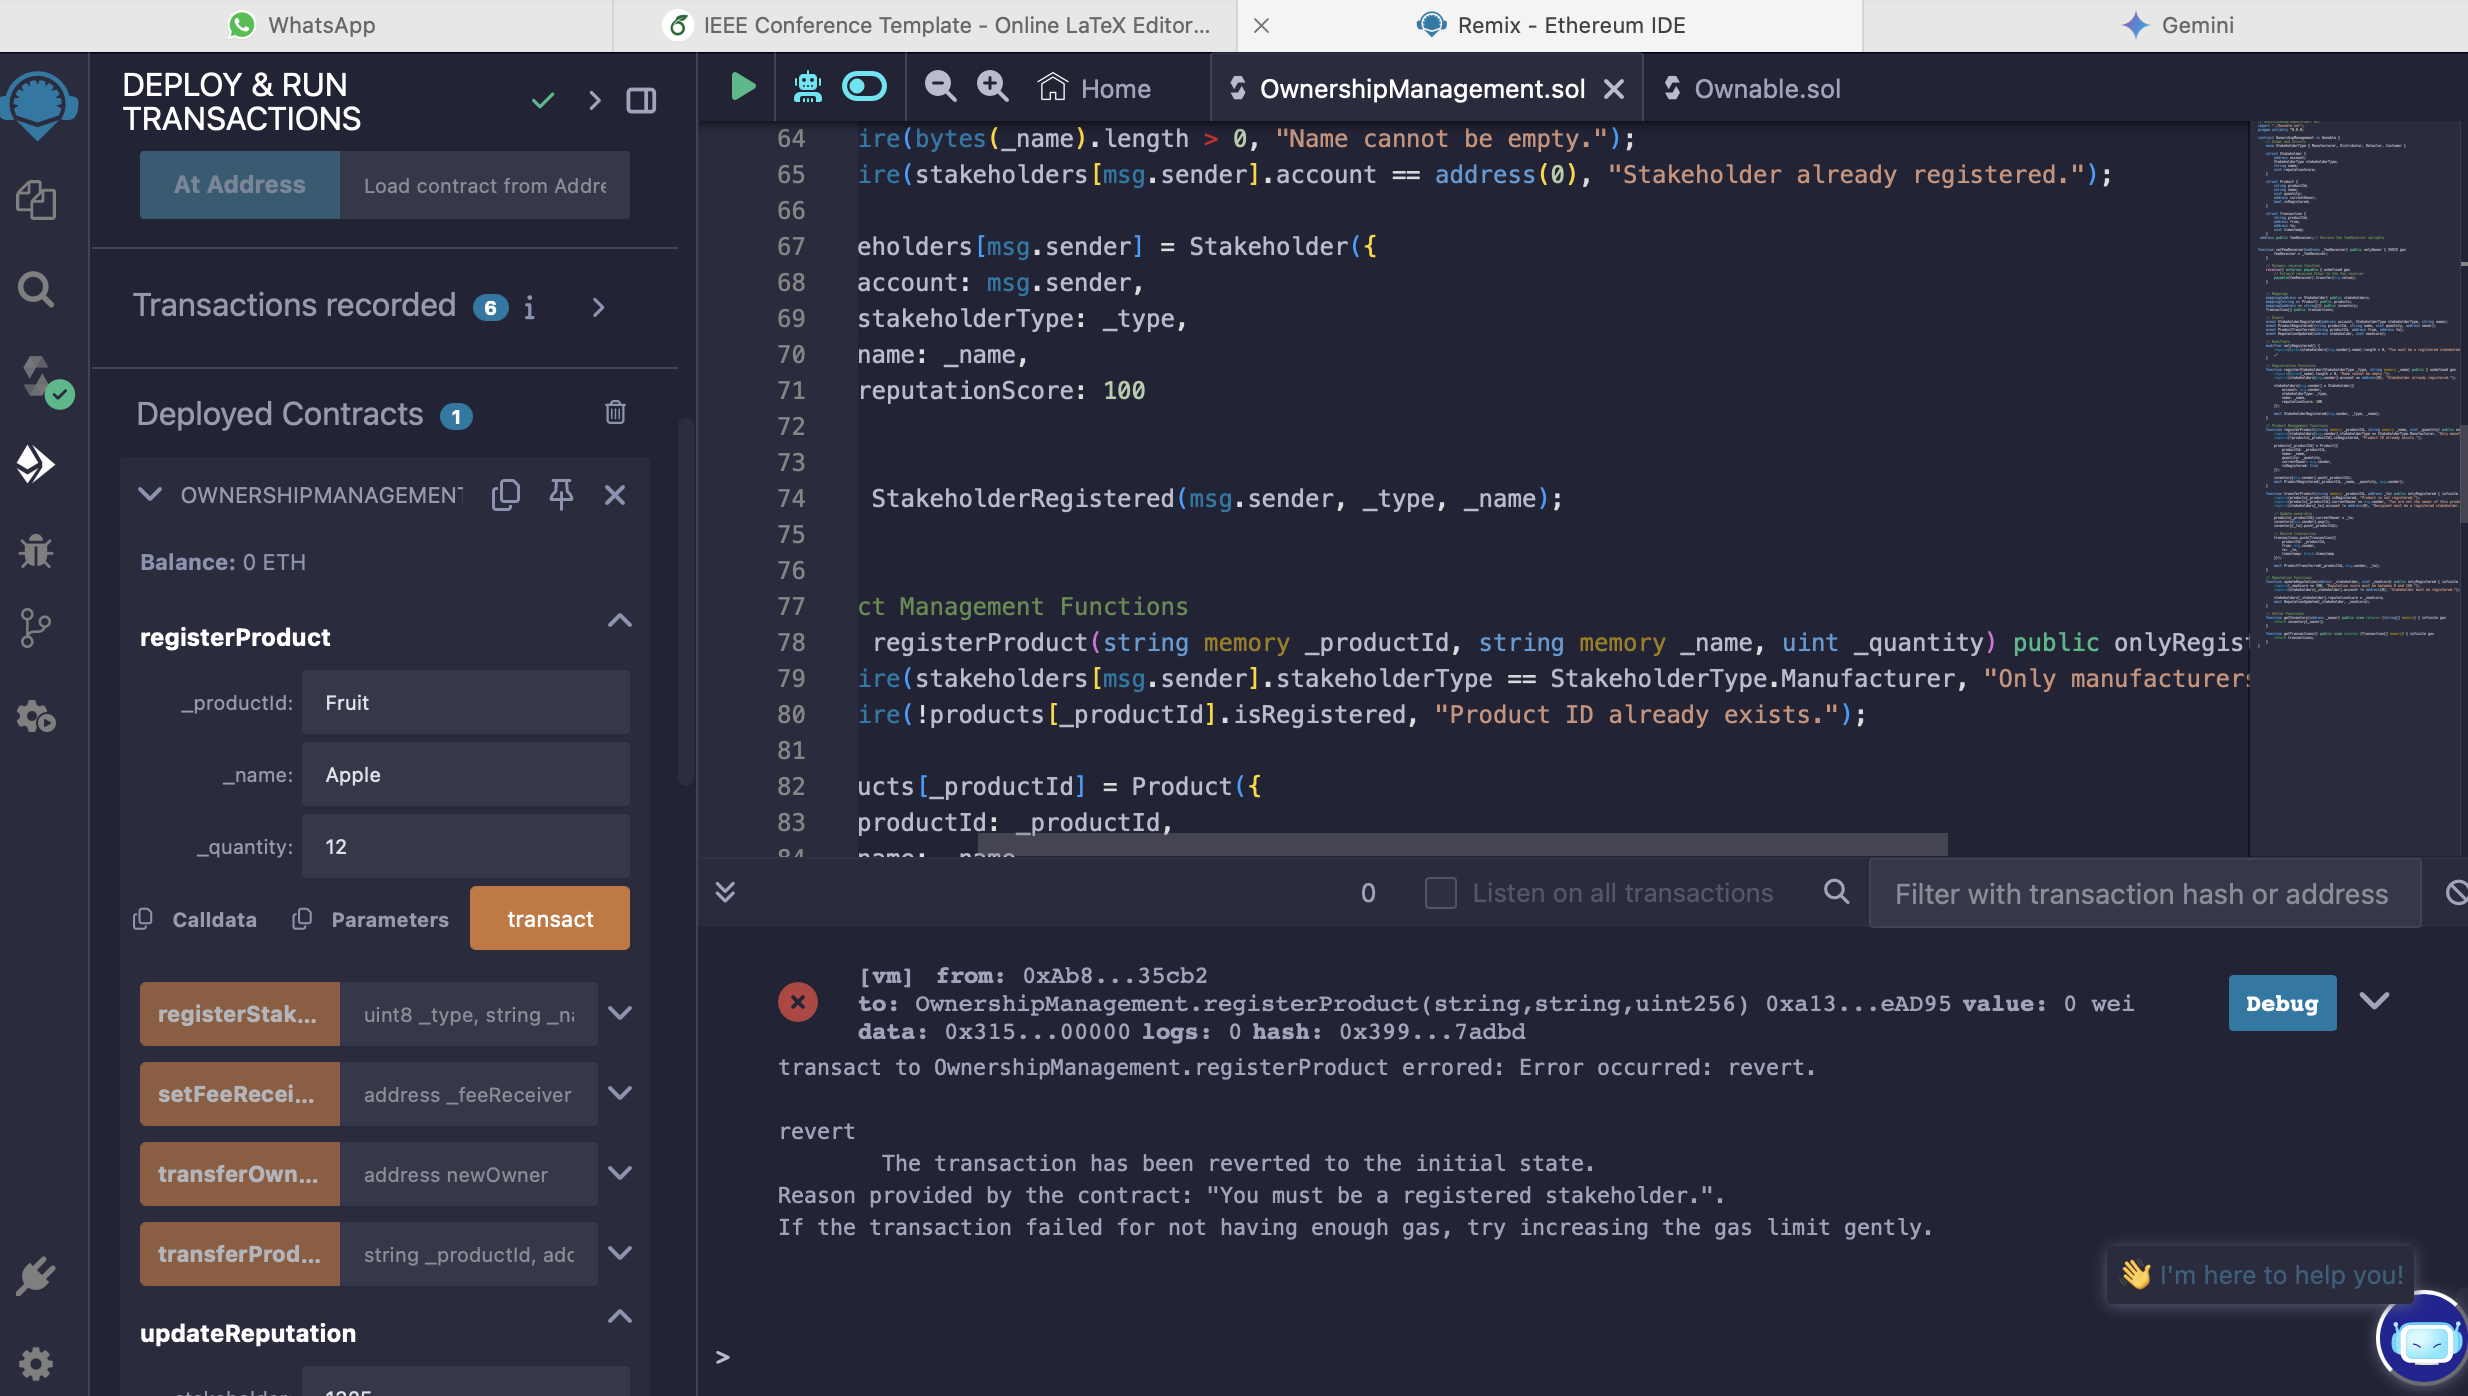 WhatsApp
IEEE Conference Template - Online LaTeX Editor...
Remix - Ethereum IDE
Gemini
DEPLOY & RUN
TRANSACTIONS
At Address
Load contract from Addre
Transactions recorded 6 i
Deployed Contracts 1
OWNERSHIPMANAGEMENT
Balance: 0 ETH
registerProduct
_productId: Fruit
_name: Apple
_quantity: 12
Calldata Parameters transact
registerStak... uint8 _type, string _na
setFeeRecei... address _feeReceiver
transferOwn... address newOwner
transferProd... string _productId, add
updateReputation
Home
OwnershipManagement.sol
Ownable.sol
64 ire(bytes(_name).length > 0, "Name cannot be empty.");
65 ire(stakeholders[msg.sender].account == address(0), "Stakeholder already registered.");
66
67 eholders[msg.sender] = Stakeholder({
68 account: msg.sender,
69 stakeholderType: _type,
70 name: _name,
71 reputationScore: 100
72
73
74 StakeholderRegistered(msg.sender, _type, _name);
75
76
77 ct Management Functions
78 registerProduct(string memory _productId, string memory _name, uint _quantity) public onlyRegist
79 ire(stakeholders[msg.sender].stakeholderType == StakeholderType.Manufacturer, "Only manufacturers
80 ire(!products[_productId].isRegistered, "Product ID already exists.");
81
82 ucts[_productId] = Product({
83 productId: _productId,
84 name: _name
0 Listen on all transactions
Filter with transaction hash or address
[vm] from: 0xAb8...35cb2
to: OwnershipManagement.registerProduct(string,string,uint256) 0xa13...eAD95 value: 0 wei
data: 0x315...00000 logs: 0 hash: 0x399...7adbd
Debug
transact to OwnershipManagement.registerProduct errored: Error occurred: revert.
revert
The transaction has been reverted to the initial state.
Reason provided by the contract: "You must be a registered stakeholder.".
If the transaction failed for not having enough gas, try increasing the gas limit gently.
👋 I'm here to help you!
>